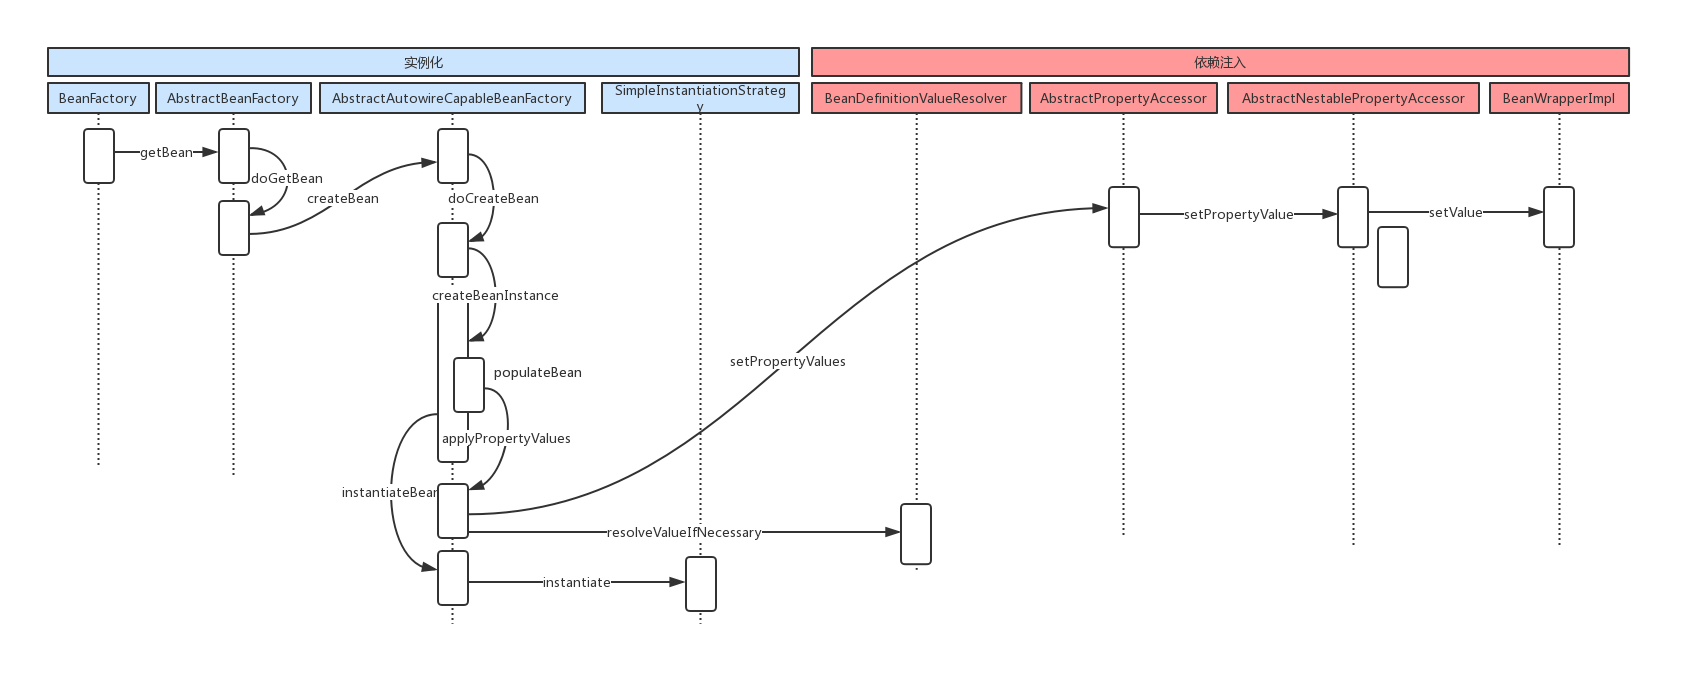 实例化
依赖注入
BeanFactory
AbstractBeanFactory
AbstractAutowireCapableBeanFactory
SimpleInstantiationStrateg
y
BeanDefinitionValueResolver
AbstractPropertyAccessor
AbstractNestablePropertyAccessor
BeanWrapperImpl
getBean
doGetBean
createBean
doCreateBean
setPropertyValue
setValue
createBeanInstance
setPropertyValues
populateBean
applyPropertyValues
instantiateBean
resolveValueIfNecessary
instantiate